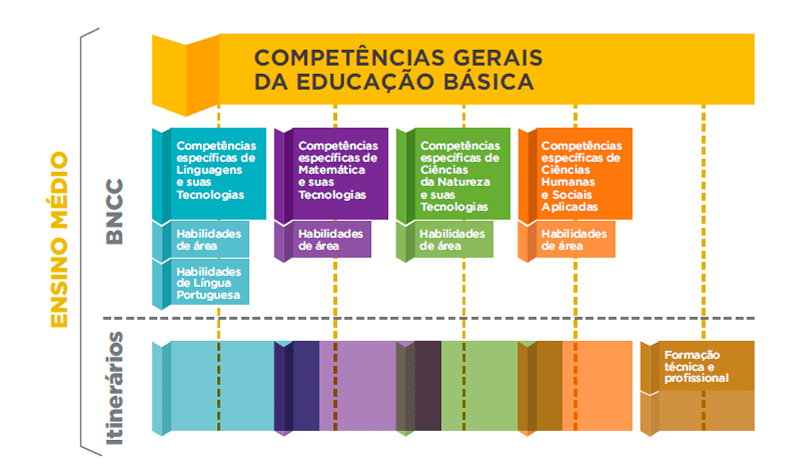 COMPETÊNCIAS GERAIS
DA EDUCAÇÃO BÁSICA
ENSINO MÉDIO
BNCC
Competências
específicas de
Linguagens
e suas
Tecnologias
Habilidades
de área
Habilidades
de Língua
Portuguesa
Competências
específicas de
Matemática
e suas
Tecnologias
Habilidades
de área
Competências
específicas de
Ciências
da Natureza
e suas
Tecnologias
Habilidades
de área
Competências
específicas de
Ciências
Humanas
e Sociais
Aplicadas
Habilidades
de área
Itinerários
Formação
técnica e
profissional